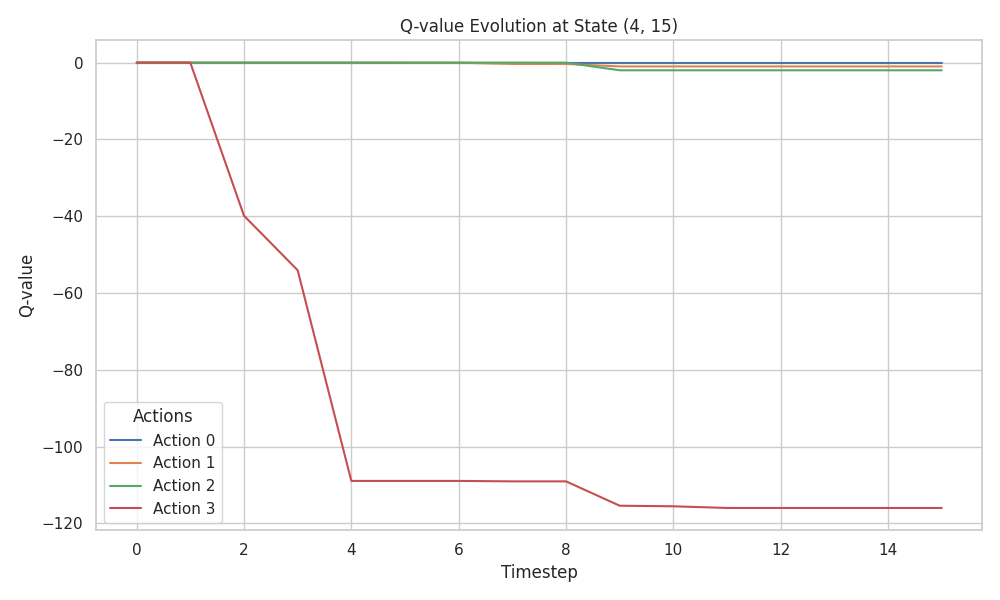 Q-value Evolution at State (4, 15)
0
−20
−40
−60
−80
−100
−120
Q-value
Actions
Action 0
Action 1
Action 2
Action 3
0 2 4 6 8 10 12 14
Timestep